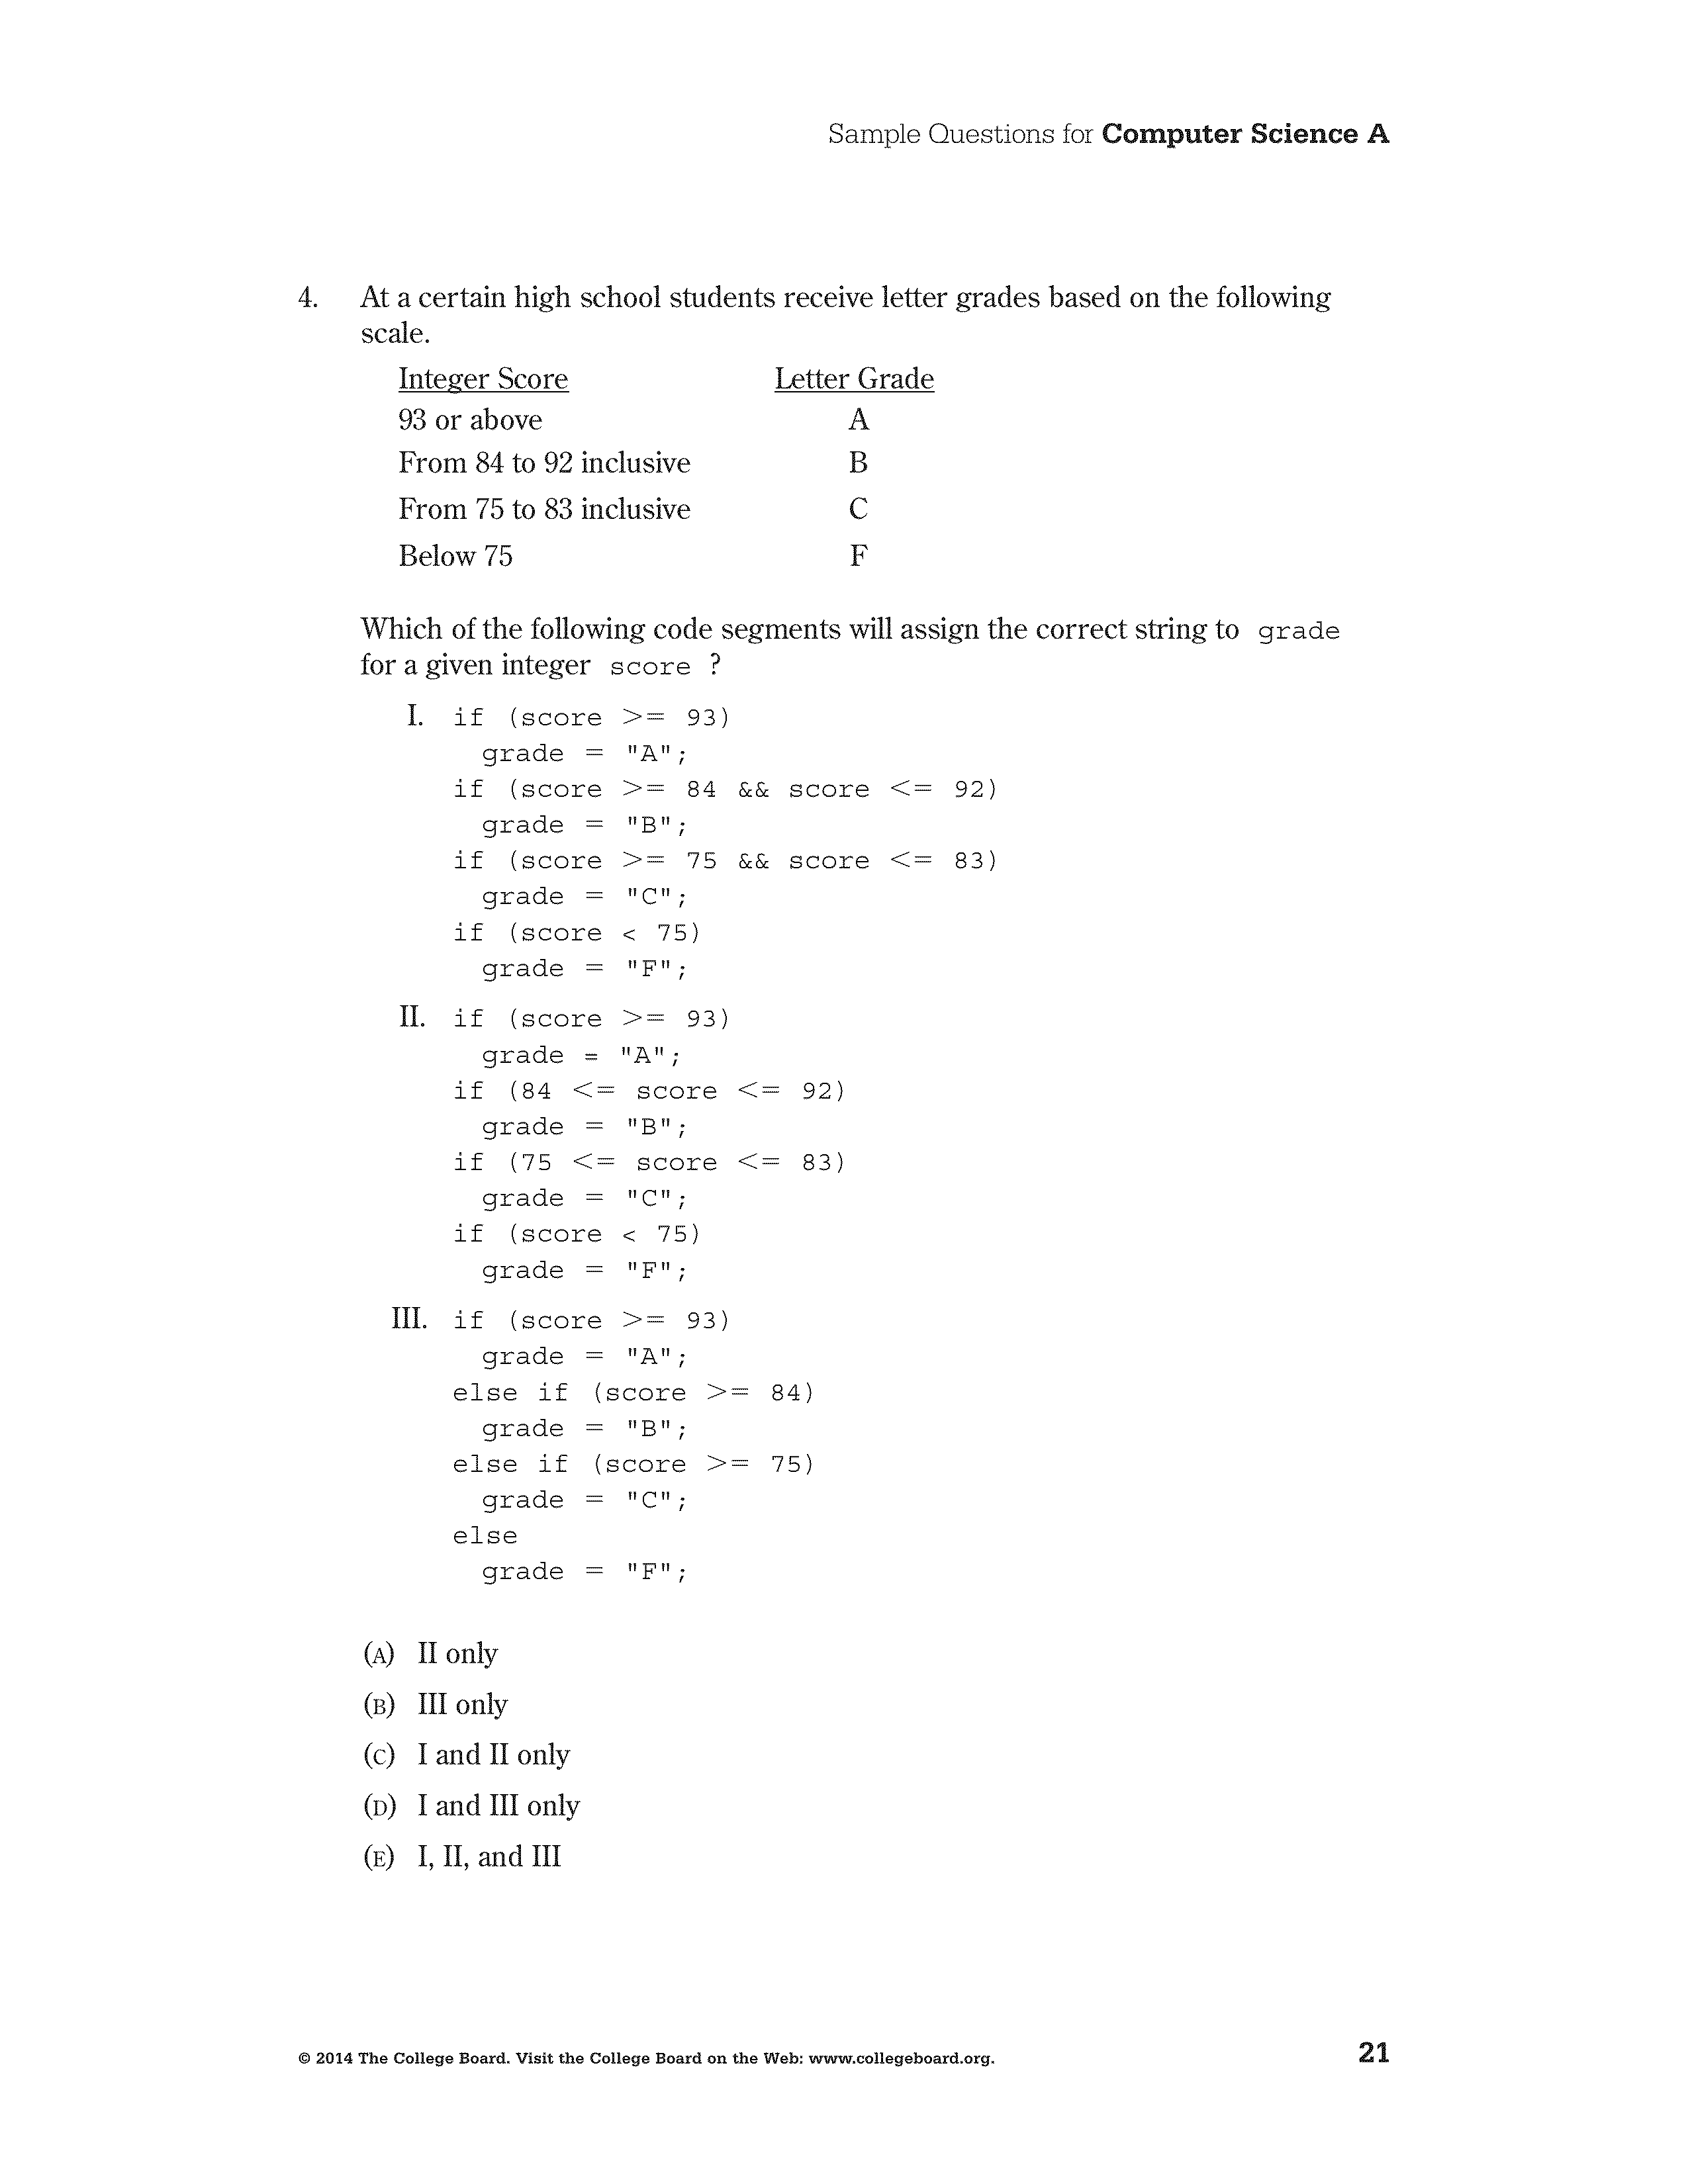 Sample Questions for Computer Science A
4. At a certain high school students receive letter grades based on the following
scale.
Integer Score Letter Grade
93 or above A
From 84 to 92 inclusive B
From 75 to 83 inclusive C
Below 75 F
Which of the following code segments will assign the correct string to grade
for a given integer score ?
I. if (score >= 93)
grade = "A";
if (score >= 84 && score <= 92)
grade = "B";
if (score >= 75 && score <= 83)
grade = "C";
if (score < 75)
grade = "F";
II. if (score >= 93)
grade = "A";
if (84 <= score <= 92)
grade = "B";
if (75 <= score <= 83)
grade = "C";
if (score < 75)
grade = "F";
III. if (score >= 93)
grade = "A";
else if (score >= 84)
grade = "B";
else if (score >= 75)
grade = "C";
else
grade = "F";
(A) II only
(B) III only
(C) I and II only
(D) I and III only
(E) I, II, and III
© 2014 The College Board. Visit the College Board on the Web: www.collegeboard.org. 21